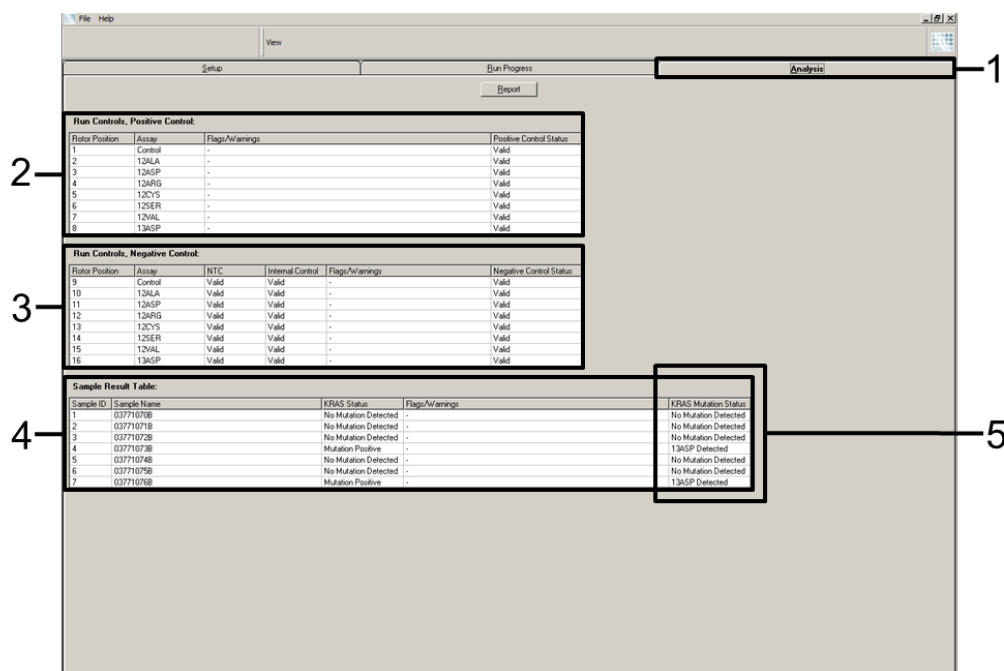 File Help
View
Setup Run Progress Analysis 1
Report
Run Controls, Positive Control:
Rotor Position Assay Flags/Warnings Positive Control Status
1 Control - Valid
2 12ALA - Valid
2
3 12ASP - Valid
4 12ARG - Valid
5 12CYS - Valid
6 12SER - Valid
7 12VAL - Valid
8 13ASP - Valid
Run Controls, Negative Control:
Rotor Position Assay NTC Internal Control Flags/Warnings Negative Control Status
9 Control Valid Valid - Valid
10 12ALA Valid Valid - Valid
11 12ASP Valid Valid - Valid
3
12 12ARG Valid Valid - Valid
13 12CYS Valid Valid - Valid
14 12SER Valid Valid - Valid
15 12VAL Valid Valid - Valid
16 13ASP Valid Valid - Valid
Sample Result Table:
Sample ID Sample Name KRAS Status Flags/Warnings KRAS Mutation Status
1 03771070B No Mutation Detected - No Mutation Detected
2 03771071B No Mutation Detected - No Mutation Detected
4 5
3 03771072B No Mutation Detected - No Mutation Detected
4 03771073B Mutation Positive - 13ASP Detected
5 03771074B No Mutation Detected - No Mutation Detected
6 03771075B No Mutation Detected - No Mutation Detected
7 03771076B Mutation Positive - 13ASP Detected